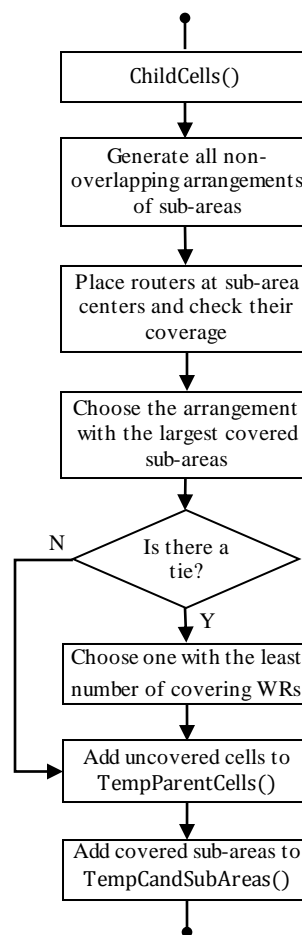 ChildCells()
Generate all non-
overlapping arrangements
of sub-areas
Place routers at sub-area
centers and check their
coverage
Choose the arrangement
with the largest covered
sub-areas
N
Is there a
tie?
Y
Choose one with the least
number of covering WRs
Add uncovered cells to
TempParentCells()
Add covered sub-areas to
TempCandSubAreas()